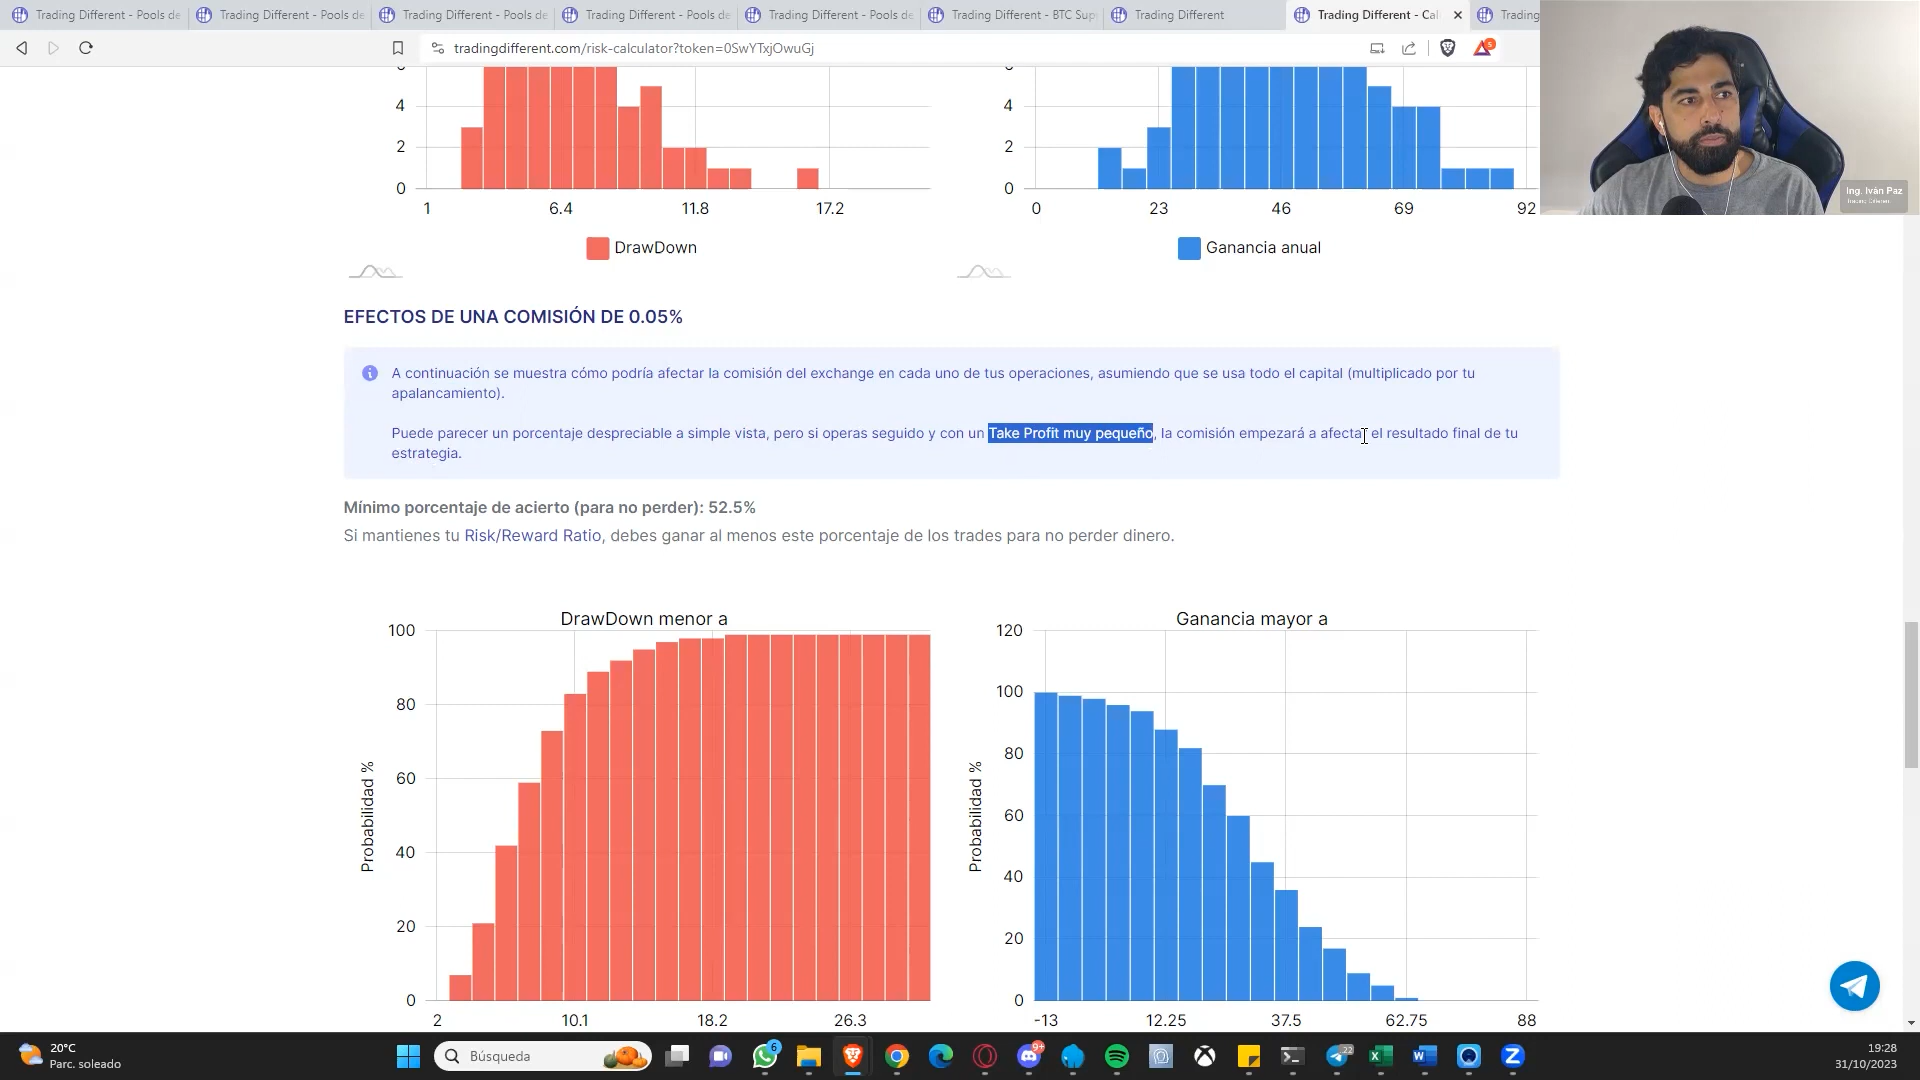 Trading Different - Pools de
Trading Different - Pools de
Trading Different - Pools de
Trading Different - Pools de
Trading Different - Pools de
Trading Different - BTC Sup
Trading Different
Trading Different - Cal
Trading
tradingdifferent.com/risk-calculator?token=0SwYTxjOwuGj
5
Ing. Iván Paz
Trading Different
4
2
0
1
6.4
11.8
17.2
DrawDown
4
2
0
0
23
46
69
92
Ganancia anual
EFECTOS DE UNA COMISIÓN DE 0.05%
A continuación se muestra cómo podría afectar la comisión del exchange en cada uno de tus operaciones, asumiendo que se usa todo el capital (multiplicado por tu
apalancamiento).
Puede parecer un porcentaje despreciable a simple vista, pero si operas seguido y con un Take Profit muy pequeño, la comisión empezará a afectar el resultado final de tu
estrategia.
Mínimo porcentaje de acierto (para no perder): 52.5%
Si mantienes tu Risk/Reward Ratio, debes ganar al menos este porcentaje de los trades para no perder dinero.
DrawDown menor a
Probabilidad %
100
80
60
40
20
0
2
10.1
18.2
26.3
Ganancia mayor a
Probabilidad %
120
100
80
60
40
20
0
-13
12.25
37.5
62.75
88
20°C
Parc. soleado
Búsqueda
6
9+
22
19:28
31/10/2023